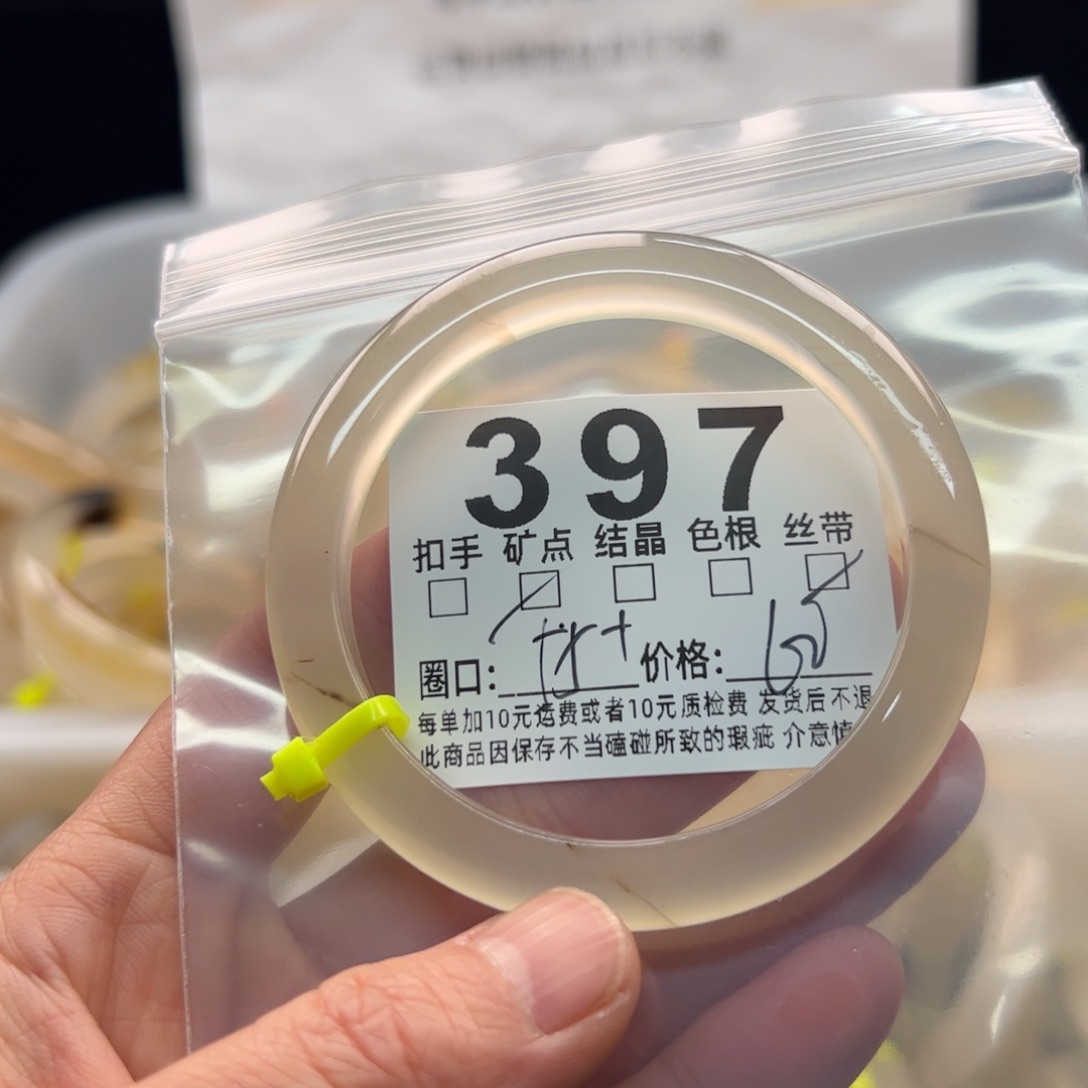 397
扣手 矿点 结晶 色根 丝带
圈口: 价格:
每单加10元运费或者10元质检费 发货后不退
此商品因保存不当磕碰所致的瑕疵 介意慎